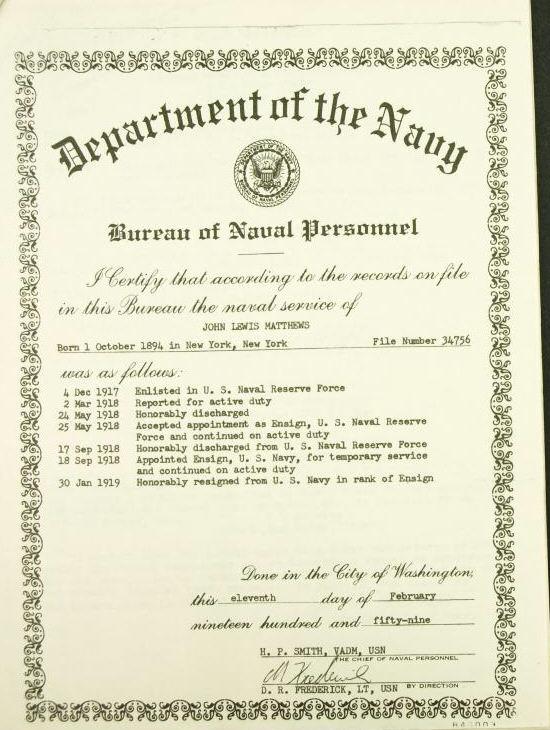 Department of the Navy
Bureau of Naval Personnel
I Certify that according to the records on file
in this Bureau the naval service of
JOHN LEWIS MATTHEWS
Born 1 October 1894 in New York, New York File Number 34756
was as follows:
4 Dec 1917 Enlisted in U. S. Naval Reserve Force
2 Mar 1918 Reported for active duty
24 May 1918 Honorably discharged
25 May 1918 Accepted appointment as Ensign, U. S. Naval Reserve
Force and continued on active duty
17 Sep 1918 Honorably discharged from U. S. Naval Reserve Force
18 Sep 1918 Appointed Ensign, U. S. Navy, for temporary service
and continued on active duty
30 Jan 1919 Honorably resigned from U. S. Navy in rank of Ensign
Done in the City of Washington,
this eleventh day of February
nineteen hundred and fifty-nine
H. P. SMITH, VADM, USN
THE CHIEF OF NAVAL PERSONNEL
D. R. FREDERICK, LT, USN BY DIRECTION